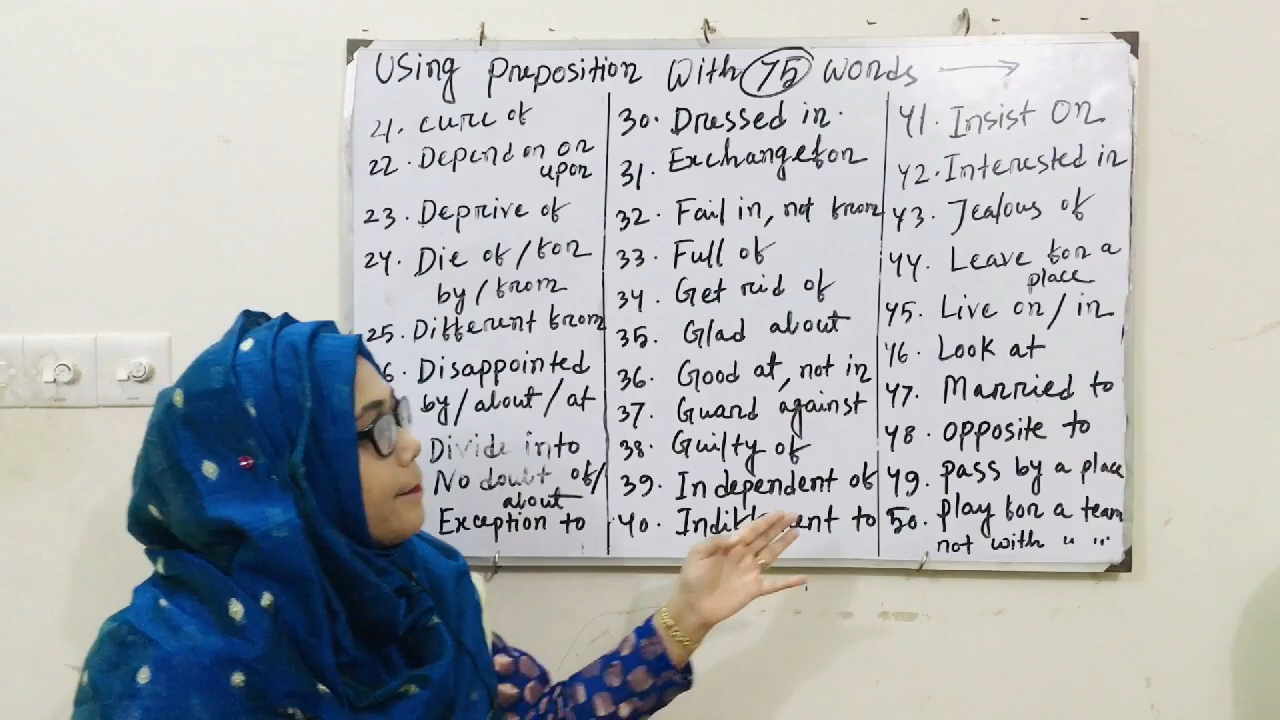 Using Preposition With 75 Words
21. Cure of
22. Depend on or
upon
23. Deprive of
24. Die of / for
by / from
25. Different from
6. Disappointed
by / about / at
Divide into
No doubt of/
about
Exception to
30. Dressed in.
31. Exchange for
32. Fail in, not from
33. Full of
34. Get rid of
35. Glad about
36. Good at, not in
37. Guard against
38. Guilty of
39. Independent of
40. to
41. Insist On
42. Interested in
43. Jealous of
44. Leave for a
place
45. Live on / in
46. Look at
47. Married to
48. opposite to
49. pass by a place
50. play for a team
not with " "